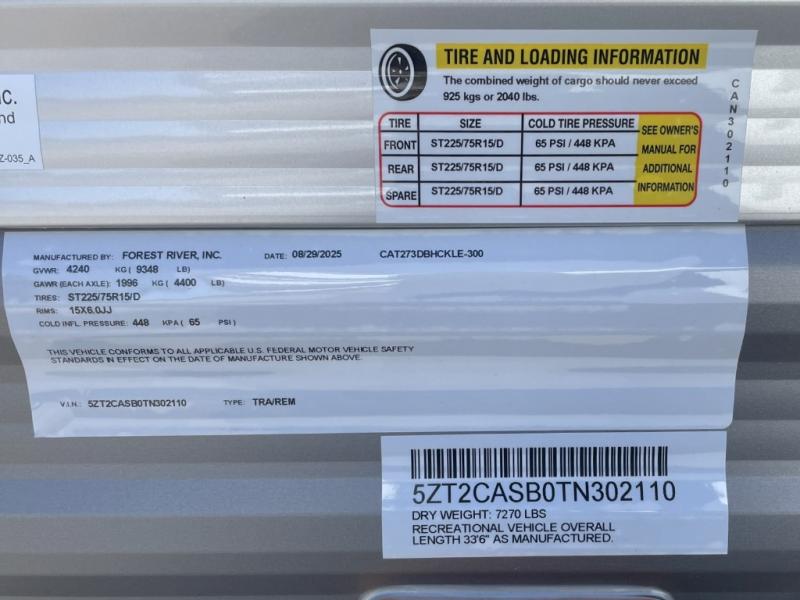 C.
nd
Z-035_A
TIRE AND LOADING INFORMATION
The combined weight of cargo should never exceed
925 kgs or 2040 lbs.
TIRE SIZE COLD TIRE PRESSURE
FRONT ST225/75R15/D 65 PSI / 448 KPA
REAR ST225/75R15/D 65 PSI / 448 KPA
SPARE ST225/75R15/D 65 PSI / 448 KPA
SEE OWNER'S
MANUAL FOR
ADDITIONAL
INFORMATION
CAN302110
MANUFACTURED BY: FOREST RIVER, INC. DATE: 08/29/2025 CAT273DBHCKLE-300
GVWR: 4240 KG ( 9348 LB)
GAWR (EACH AXLE): 1996 KG ( 4400 LB)
TIRES: ST225/75R15/D
RIMS: 15X6.0JJ
COLD INFL. PRESSURE: 448 KPA ( 65 PSI )
THIS VEHICLE CONFORMS TO ALL APPLICABLE U.S. FEDERAL MOTOR VEHICLE SAFETY
STANDARDS IN EFFECT ON THE DATE OF MANUFACTURE SHOWN ABOVE.
V.I.N.: 5ZT2CASB0TN302110 TYPE: TRA/REM
5ZT2CASB0TN302110
DRY WEIGHT: 7270 LBS
RECREATIONAL VEHICLE OVERALL
LENGTH 33'6" AS MANUFACTURED.